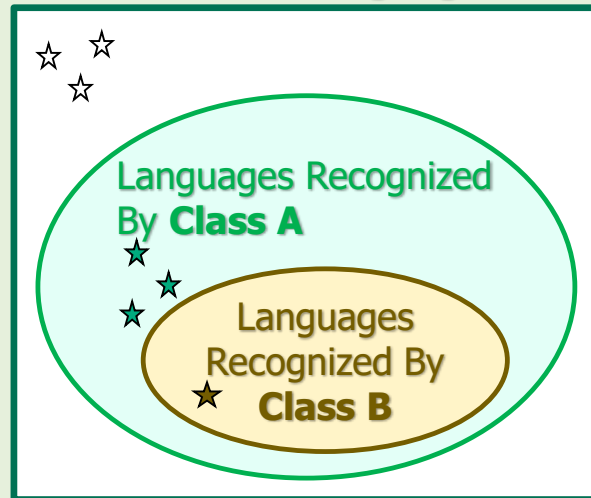 Languages Recognized
By Class A
Languages
Recognized By
Class B